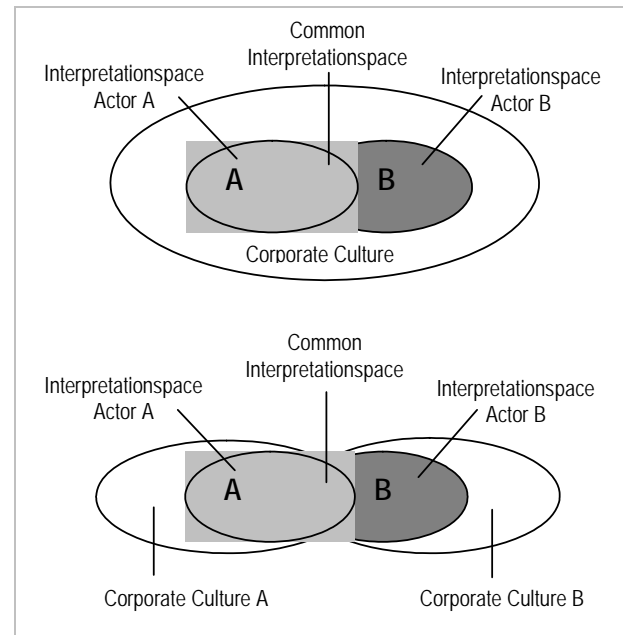 Common
Interpretationspace
Interpretationspace
Actor A
Interpretationspace
Actor B
A
B
Corporate Culture
Common
Interpretationspace
Interpretationspace
Actor A
Interpretationspace
Actor B
A
B
Corporate Culture A
Corporate Culture B